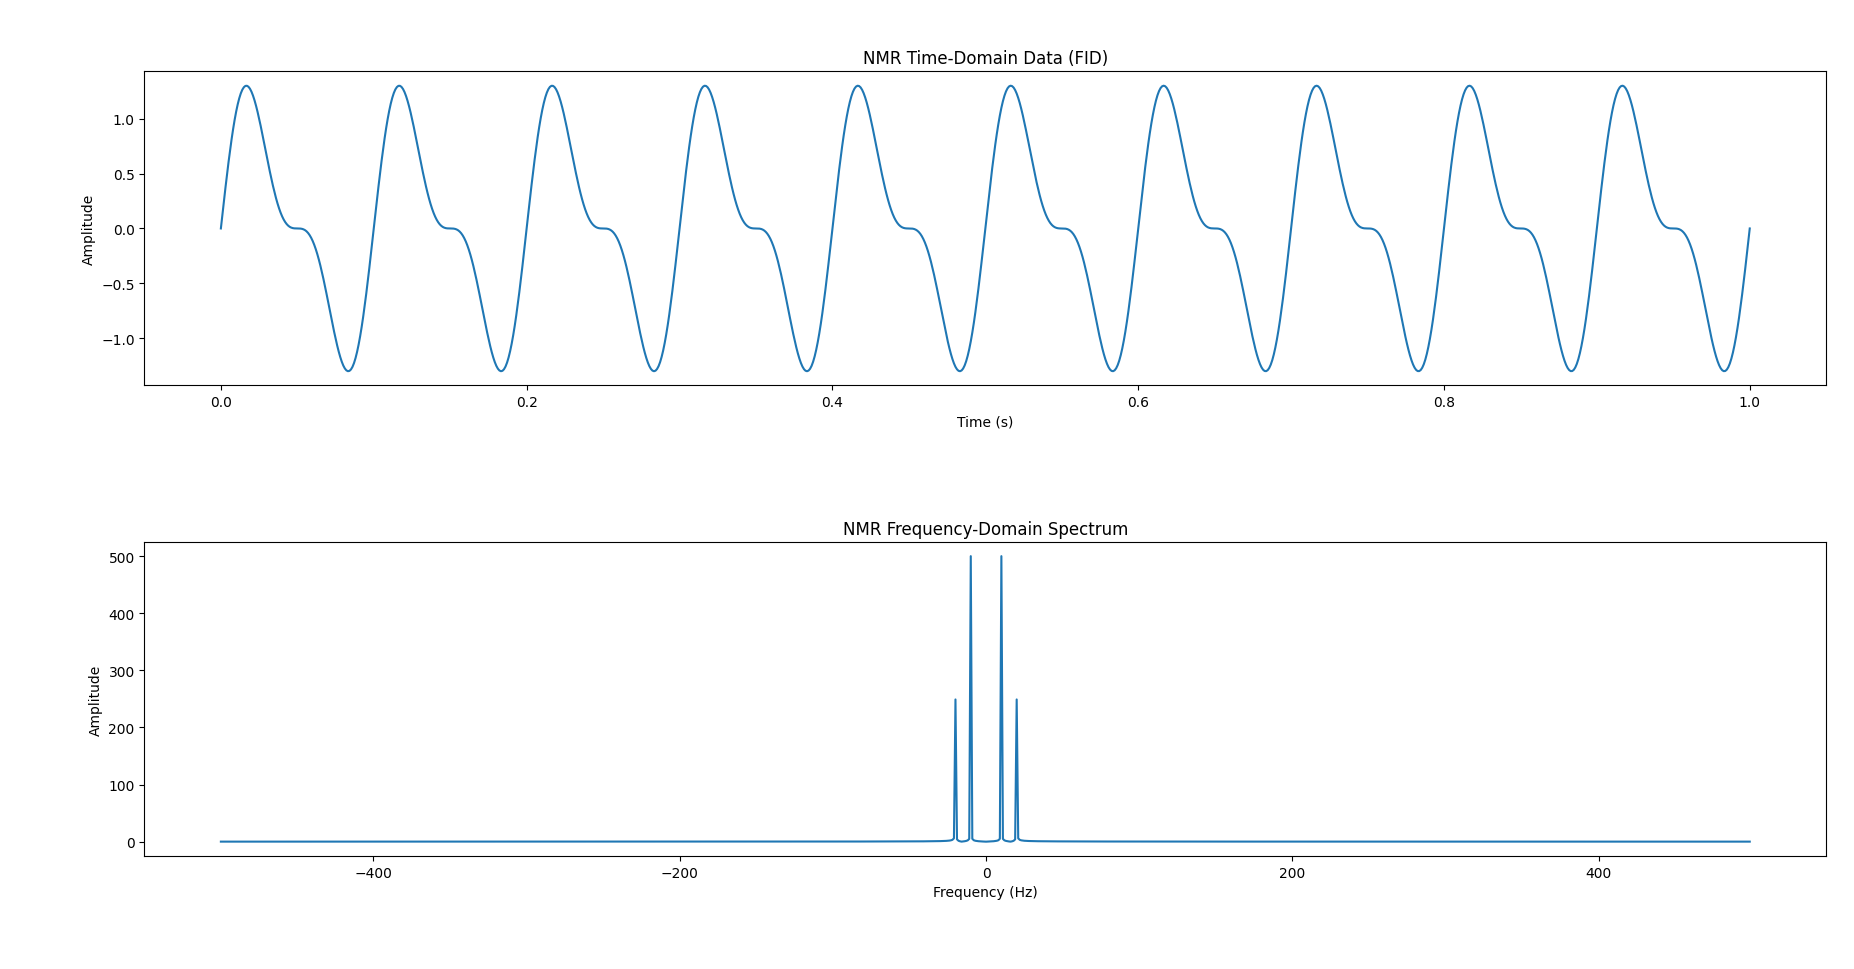 NMR Time-Domain Data (FID)
Amplitude
1.0
0.5
0.0
−0.5
−1.0
0.0 0.2 0.4 0.6 0.8 1.0
Time (s)
NMR Frequency-Domain Spectrum
Amplitude
500
400
300
200
100
0
−400 −200 0 200 400
Frequency (Hz)